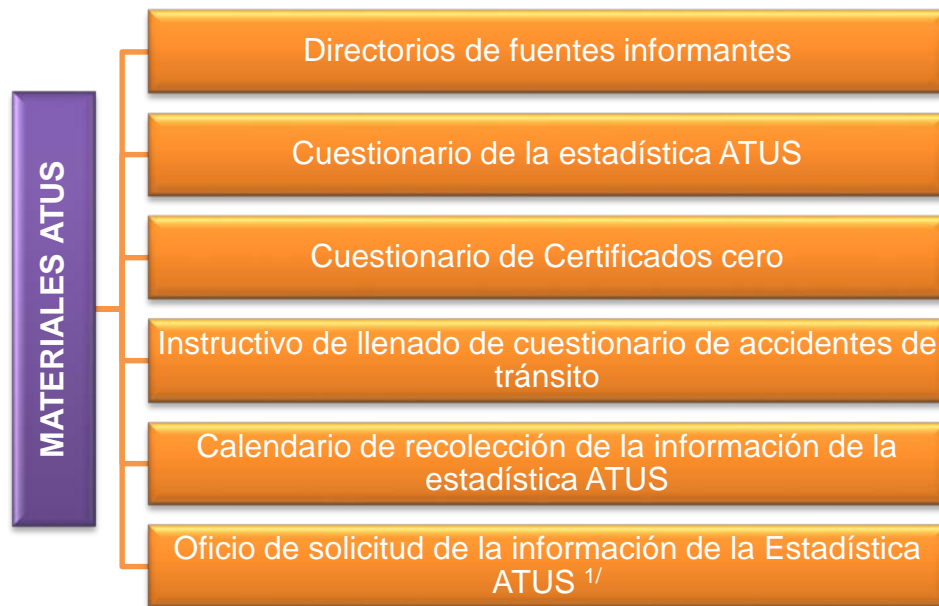 MATERIALES ATUS
Directorios de fuentes informantes
Cuestionario de la estadística ATUS
Cuestionario de Certificados cero
Instructivo de llenado de cuestionario de accidentes de
tránsito
Calendario de recolección de la información de la
estadística ATUS
Oficio de solicitud de la información de la Estadística
ATUS 1/